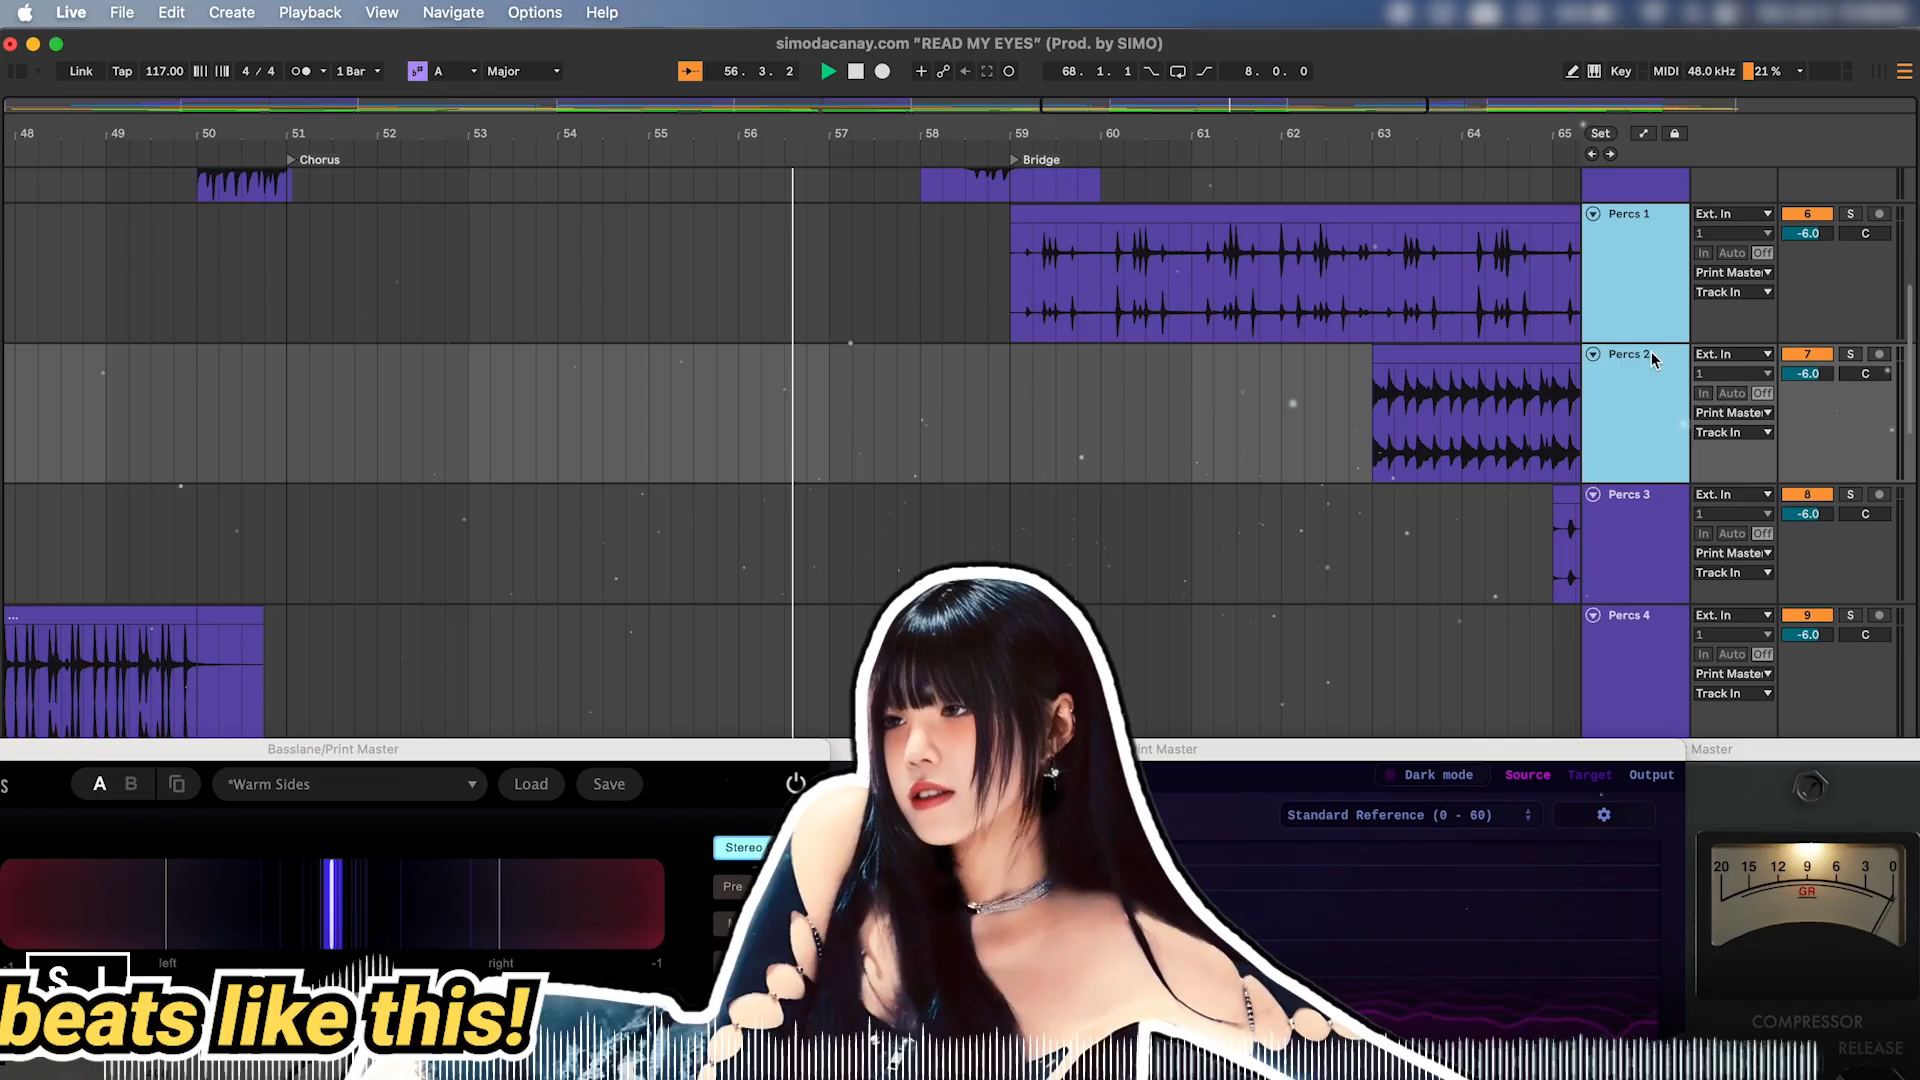 Live File Edit Create Playback View Navigate Options Help
simodacanay.com "READ MY EYES" (Prod. by SIMO)
Link Tap 117.00 4 / 4 1 Bar A Major 56. 3. 2 68. 1. 1 8. 0. 0 Key MIDI 48.0 kHz 21 %
48 49 50 51 52 53 54 55 56 57 58 59 60 61 62 63 64 65 Set
Chorus Bridge
Percs 1 Ext. In 6 S
1 -6.0 C
In Auto Off
Print Master
Track In
Percs 2 Ext. In 7 S
1 -6.0 C
In Auto Off
Print Master
Track In
Percs 3 Ext. In 8 S
1 -6.0 C
In Auto Off
Print Master
Track In
... Percs 4 Ext. In 9 S
1 -6.0 C
In Auto Off
Print Master
Track In
Basslane/Print Master int Master Master
s A B *Warm Sides Load Save Dark mode Source Target Output
Standard Reference (0 - 60)
Stereo
Pre
20 15 12 9 6 3 0
GR
left right -1
S I
beats like this!
COMPRESSOR
RELEASE